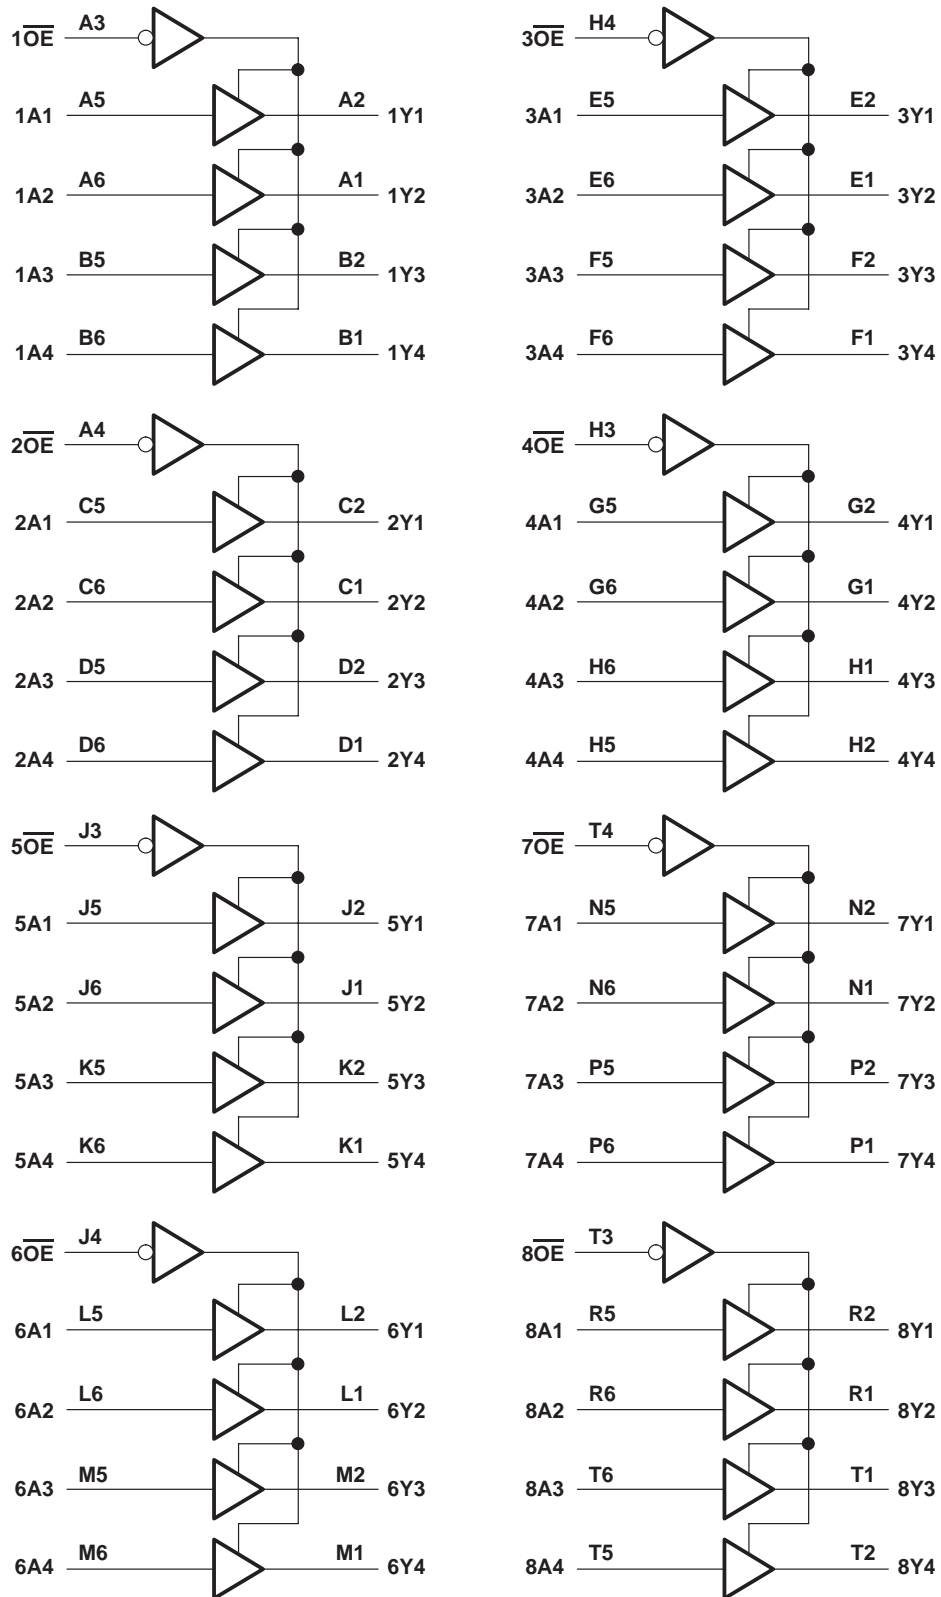 1OE A3
1A1 A5 A2 1Y1
1A2 A6 A1 1Y2
1A3 B5 B2 1Y3
1A4 B6 B1 1Y4
2OE A4
2A1 C5 C2 2Y1
2A2 C6 C1 2Y2
2A3 D5 D2 2Y3
2A4 D6 D1 2Y4
5OE J3
5A1 J5 J2 5Y1
5A2 J6 J1 5Y2
5A3 K5 K2 5Y3
5A4 K6 K1 5Y4
6OE J4
6A1 L5 L2 6Y1
6A2 L6 L1 6Y2
6A3 M5 M2 6Y3
6A4 M6 M1 6Y4
3OE H4
3A1 E5 E2 3Y1
3A2 E6 E1 3Y2
3A3 F5 F2 3Y3
3A4 F6 F1 3Y4
4OE H3
4A1 G5 G2 4Y1
4A2 G6 G1 4Y2
4A3 H6 H1 4Y3
4A4 H5 H2 4Y4
7OE T4
7A1 N5 N2 7Y1
7A2 N6 N1 7Y2
7A3 P5 P2 7Y3
7A4 P6 P1 7Y4
8OE T3
8A1 R5 R2 8Y1
8A2 R6 R1 8Y2
8A3 T6 T1 8Y3
8A4 T5 T2 8Y4